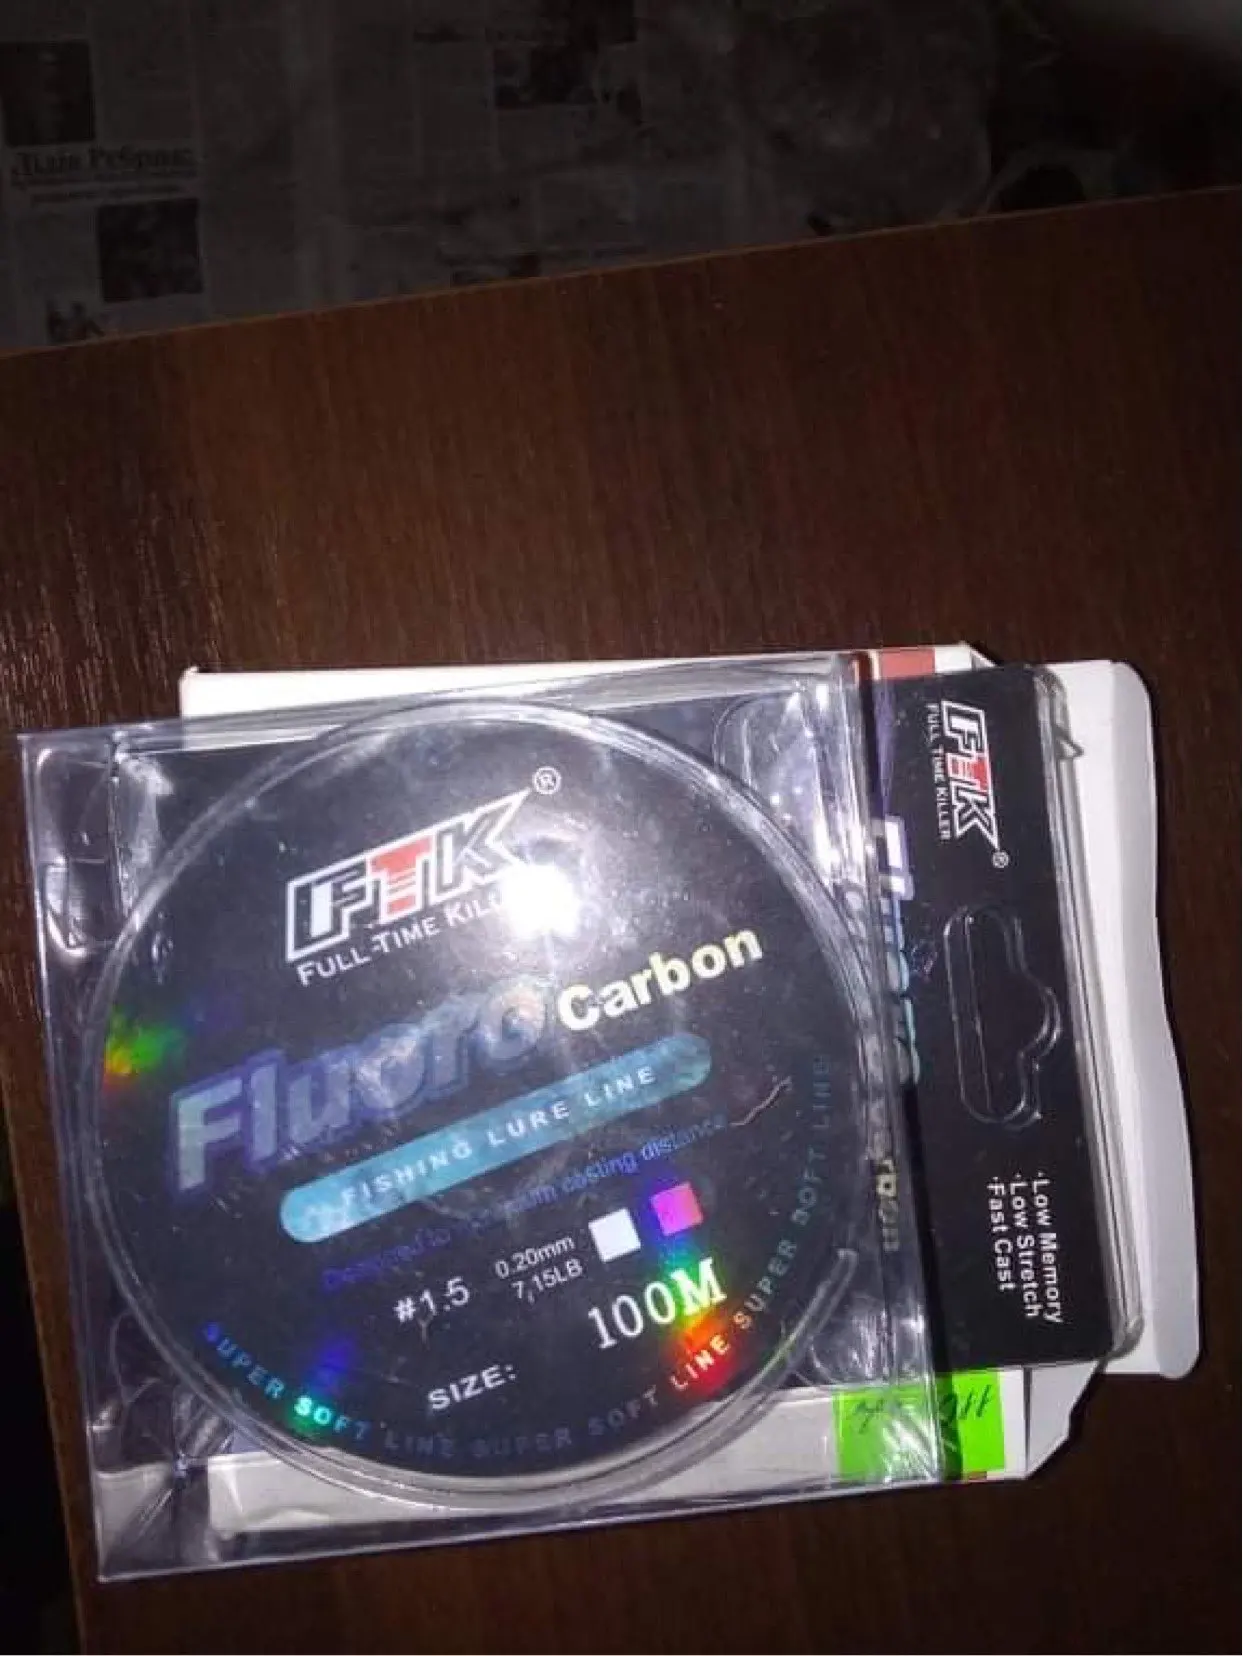 FTK®
FULL-TIME
Fluoro Carbon
FISHING LURE LINE
casting distance
#1.5
0.20mm
7,15LB
100M
SIZE:
SUPER SOFT LINE SUPER SOFT LINE SUPER SOFT LINE
FTK®
FULL TIME KILLER
·Low Memory
·Low Stretch
·Fast Cast